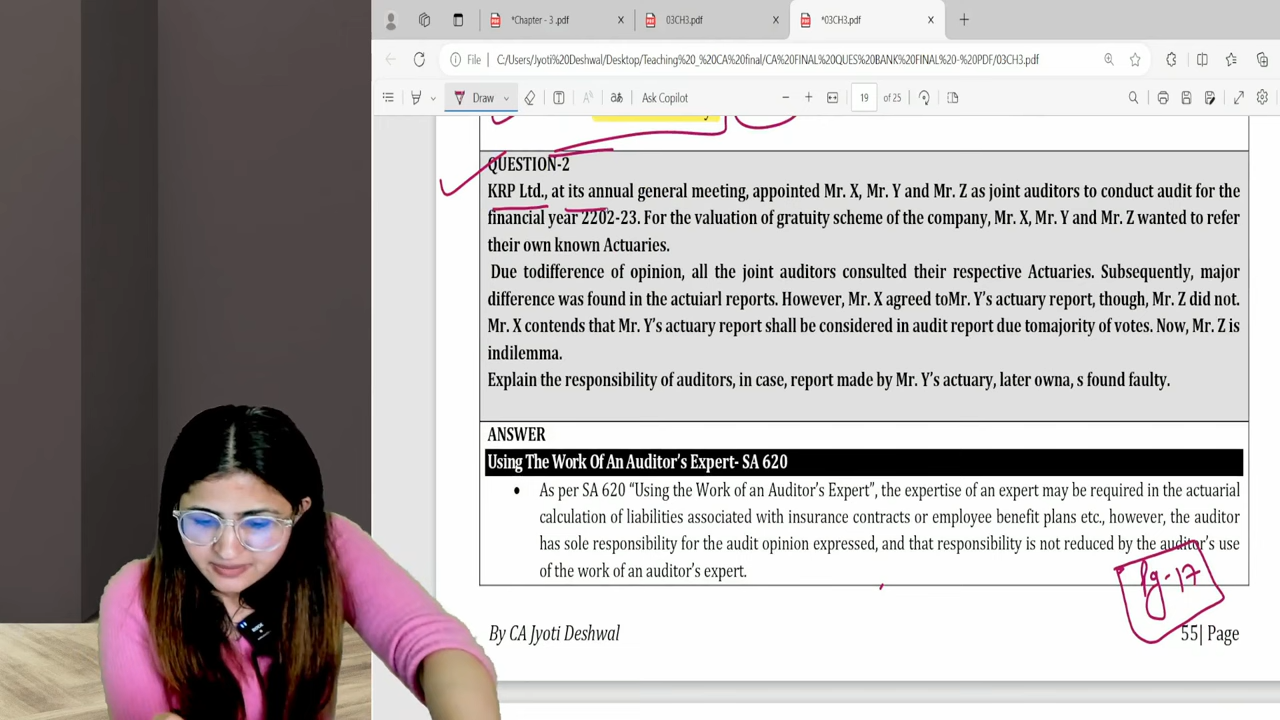 *Chapter - 3 .pdf
03CH3.pdf
*03CH3.pdf
File
C:/Users/Jyoti%20Deshwal/Desktop/Teaching%20_%20CA%20final/CA%20FINAL%20QUES%20BANK%20FINAL%20-%20PDF/03CH3.pdf
Draw
Ask Copilot
19
of 25
QUESTION-2
KRP Ltd., at its annual general meeting, appointed Mr. X, Mr. Y and Mr. Z as joint auditors to conduct audit for the
financial year 2202-23. For the valuation of gratuity scheme of the company, Mr. X, Mr. Y and Mr. Z wanted to refer
their own known Actuaries.
Due todifference of opinion, all the joint auditors consulted their respective Actuaries. Subsequently, major
difference was found in the actuiarl reports. However, Mr. X agreed toMr. Y's actuary report, though, Mr. Z did not.
Mr. X contends that Mr. Y's actuary report shall be considered in audit report due tomajority of votes. Now, Mr. Z is
indilemma.
Explain the responsibility of auditors, in case, report made by Mr. Y's actuary, later owna, s found faulty.
ANSWER
Using The Work Of An Auditor's Expert- SA 620
• As per SA 620 "Using the Work of an Auditor's Expert", the expertise of an expert may be required in the actuarial
calculation of liabilities associated with insurance contracts or employee benefit plans etc., however, the auditor
has sole responsibility for the audit opinion expressed, and that responsibility is not reduced by the auditor's use
of the work of an auditor's expert.
Pg-17
By CA Jyoti Deshwal
55| Page